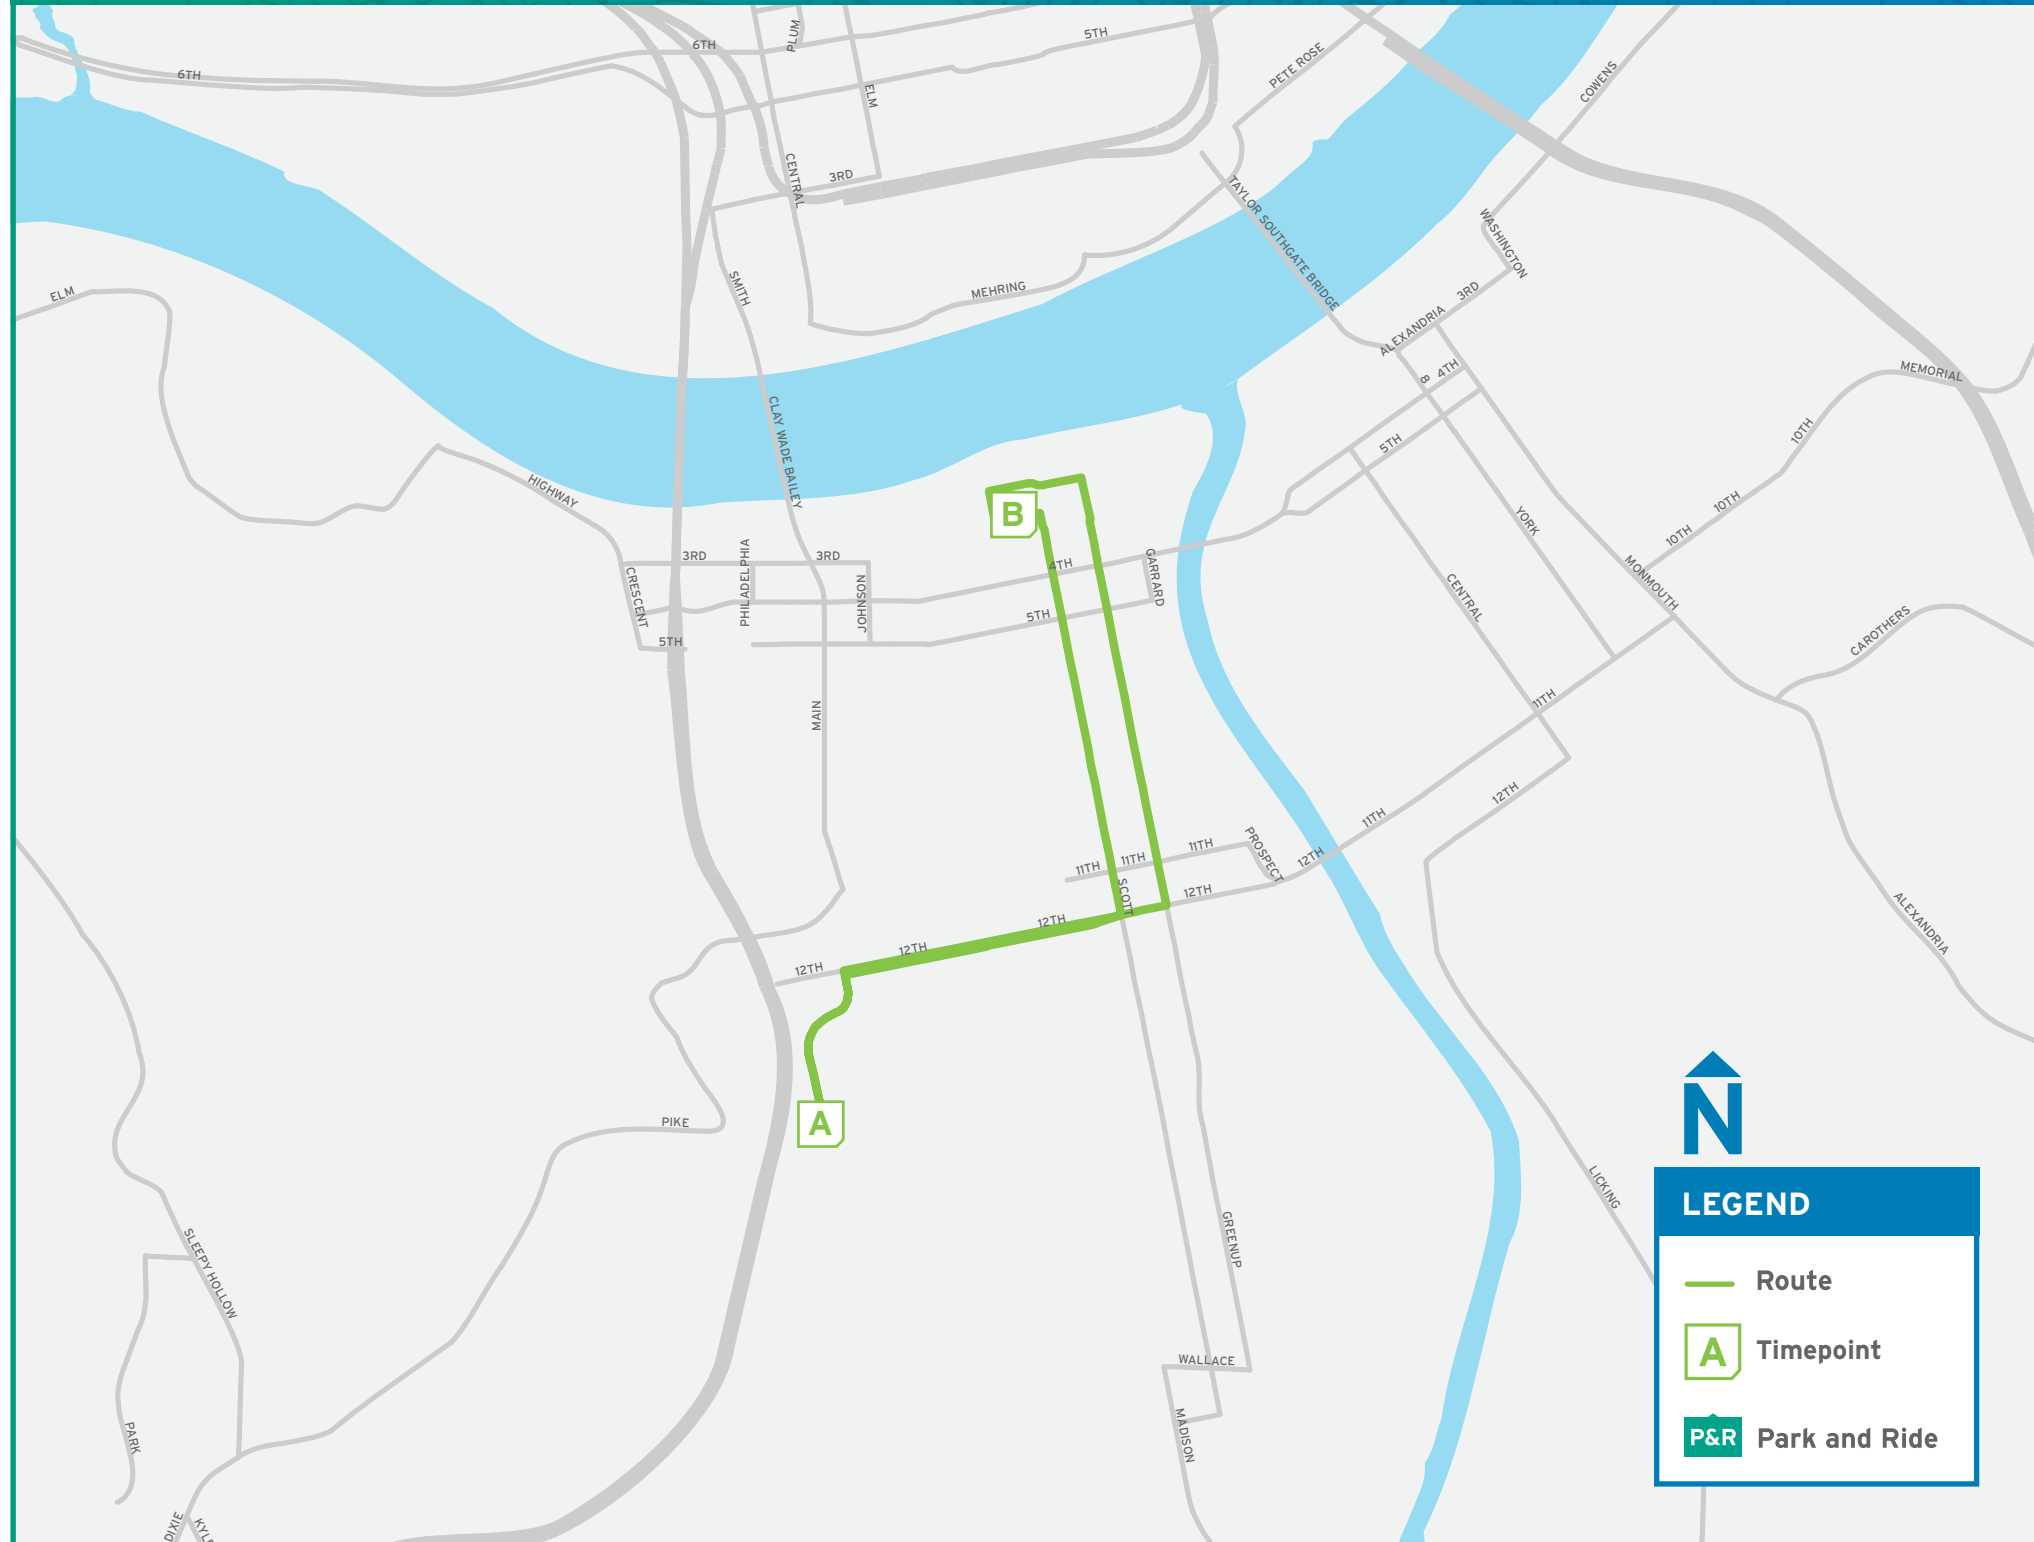 PLUM
5TH
6TH
PETE ROSE
6TH
COWENS
ELM
CENTRAL
3RD
TAYLOR SOUTHGATE BRIDGE
WASHINGTON
SMITH
MEHRING
3RD
ELM
ALEXANDRIA
8
4TH
MEMORIAL
CLAY WADE BAILEY
10TH
5TH
HIGHWAY
10TH
B
YORK
10TH
3RD
PHILADELPHIA
3RD
4TH
GARRARD
CRESCENT
JOHNSON
MONMOUTH
CENTRAL
5TH
CAROTHERS
5TH
MAIN
11TH
12TH
11TH
11TH
11TH
11TH
PROSPECT
12TH
SCOTT
12TH
12TH
12TH
12TH
ALEXANDRIA
A
PIKE
N
LICKING
LEGEND
SLEEPY HOLLOW
GREENUP
Route
A Timepoint
WALLACE
PARK
MADISON
P&R Park and Ride
DIXIE